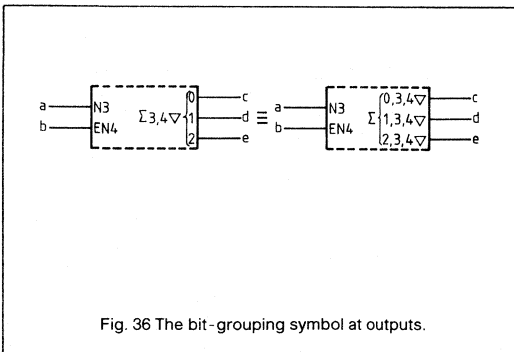 a N3 b EN4 Σ3,4▽ 0 1 2 c d e
≡
a N3 b EN4 Σ 0,3,4▽ 1,3,4▽ 2,3,4▽ c d e
Fig. 36 The bit-grouping symbol at outputs.